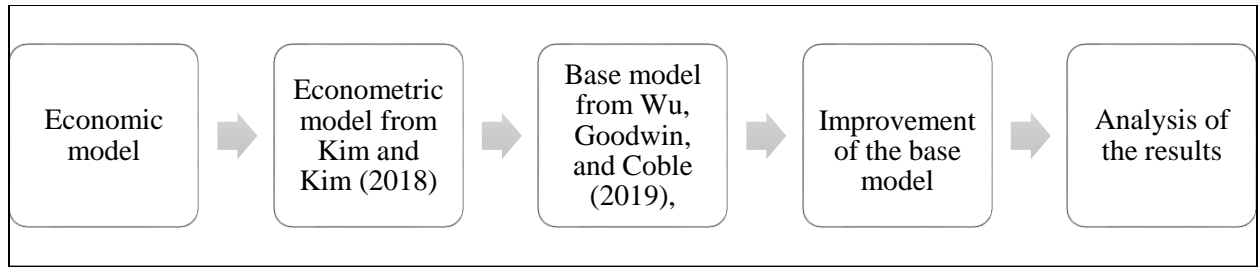 Economic
model
Econometric
model from
Kim and
Kim (2018)
Base model
from Wu,
Goodwin,
and Coble
(2019),
Improvement
of the base
model
Analysis of
the results